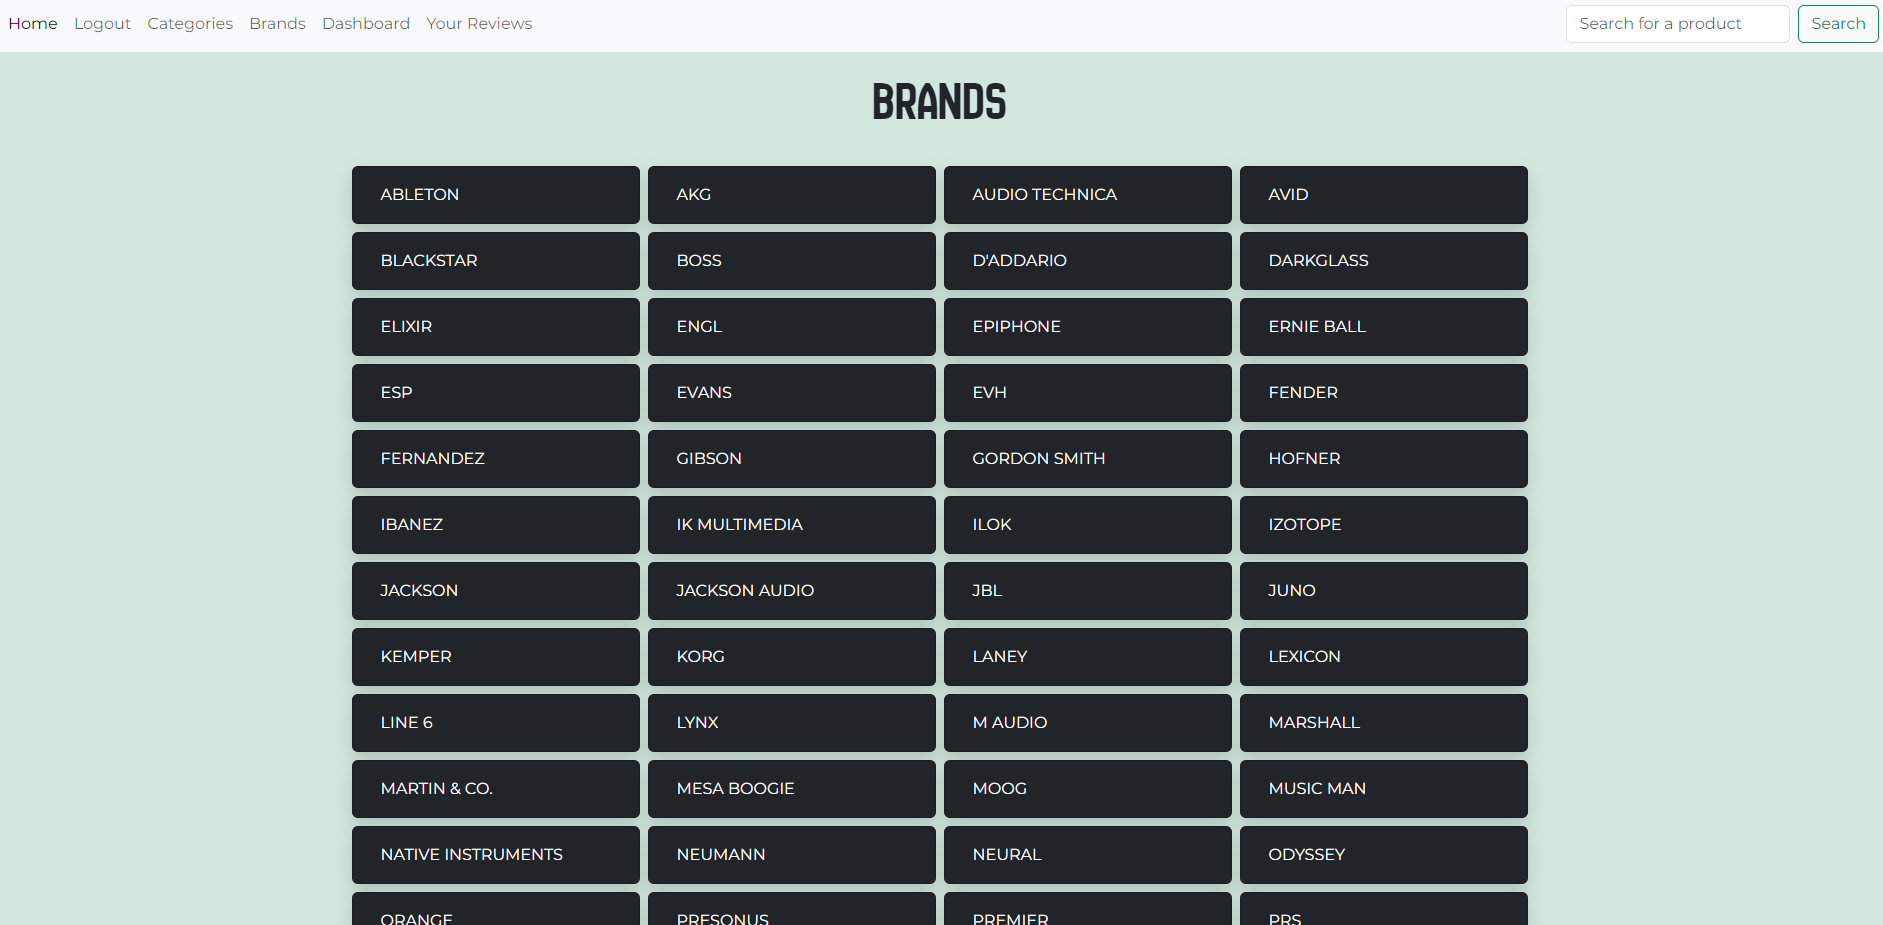 Home Logout Categories Brands Dashboard Your Reviews Search for a product Search
BRANDS
ABLETON AKG AUDIO TECHNICA AVID
BLACKSTAR BOSS D'ADDARIO DARKGLASS
ELIXIR ENGL EPIPHONE ERNIE BALL
ESP EVANS EVH FENDER
FERNANDEZ GIBSON GORDON SMITH HOFNER
IBANEZ IK MULTIMEDIA ILOK IZOTOPE
JACKSON JACKSON AUDIO JBL JUNO
KEMPER KORG LANEY LEXICON
LINE 6 LYNX M AUDIO MARSHALL
MARTIN & CO. MESA BOOGIE MOOG MUSIC MAN
NATIVE INSTRUMENTS NEUMANN NEURAL ODYSSEY
ORANGE PRESONUS PREMIER PRS